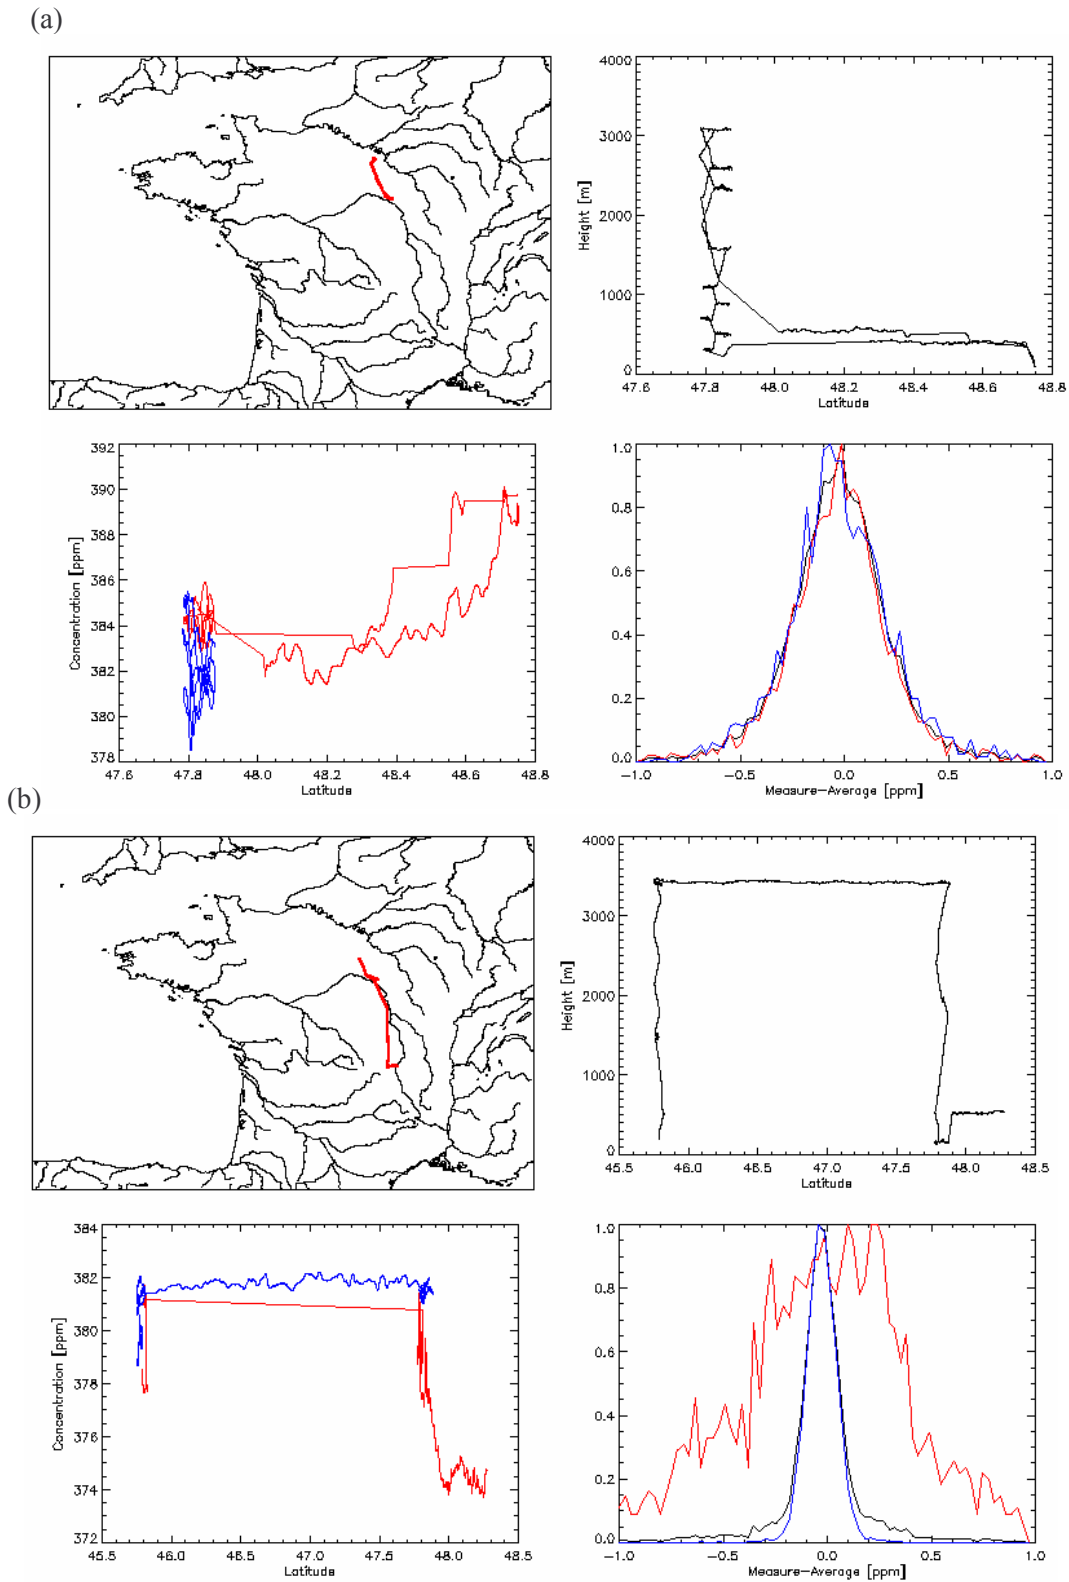 (a)
4000
3000
2000
1000
0
Height [m]
47.6 47.8 48.0 48.2 48.4 48.6 48.8
Latitude
392
390
388
386
384
382
380
378
Concentration [ppm]
47.6 47.8 48.0 48.2 48.4 48.6 48.8
Latitude
1.0
0.8
0.6
0.4
0.2
0.0
-1.0 -0.5 0.0 0.5 1.0
Measure-Average [ppm]
(b)
4000
3000
2000
1000
0
Height [m]
45.5 46.0 46.5 47.0 47.5 48.0 48.5
Latitude
384
382
380
378
376
374
372
Concentration [ppm]
45.5 46.0 46.5 47.0 47.5 48.0 48.5
Latitude
1.0
0.8
0.6
0.4
0.2
0.0
-1.0 -0.5 0.0 0.5 1.0
Measure-Average [ppm]